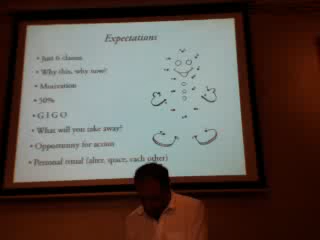 Expectations
• Just 6 classes
• Why this, why now?
• Motivation
• 50%
• G I G O
• What will you take away?
• Opportunity for action
• Personal ritual (alter, space, each other)